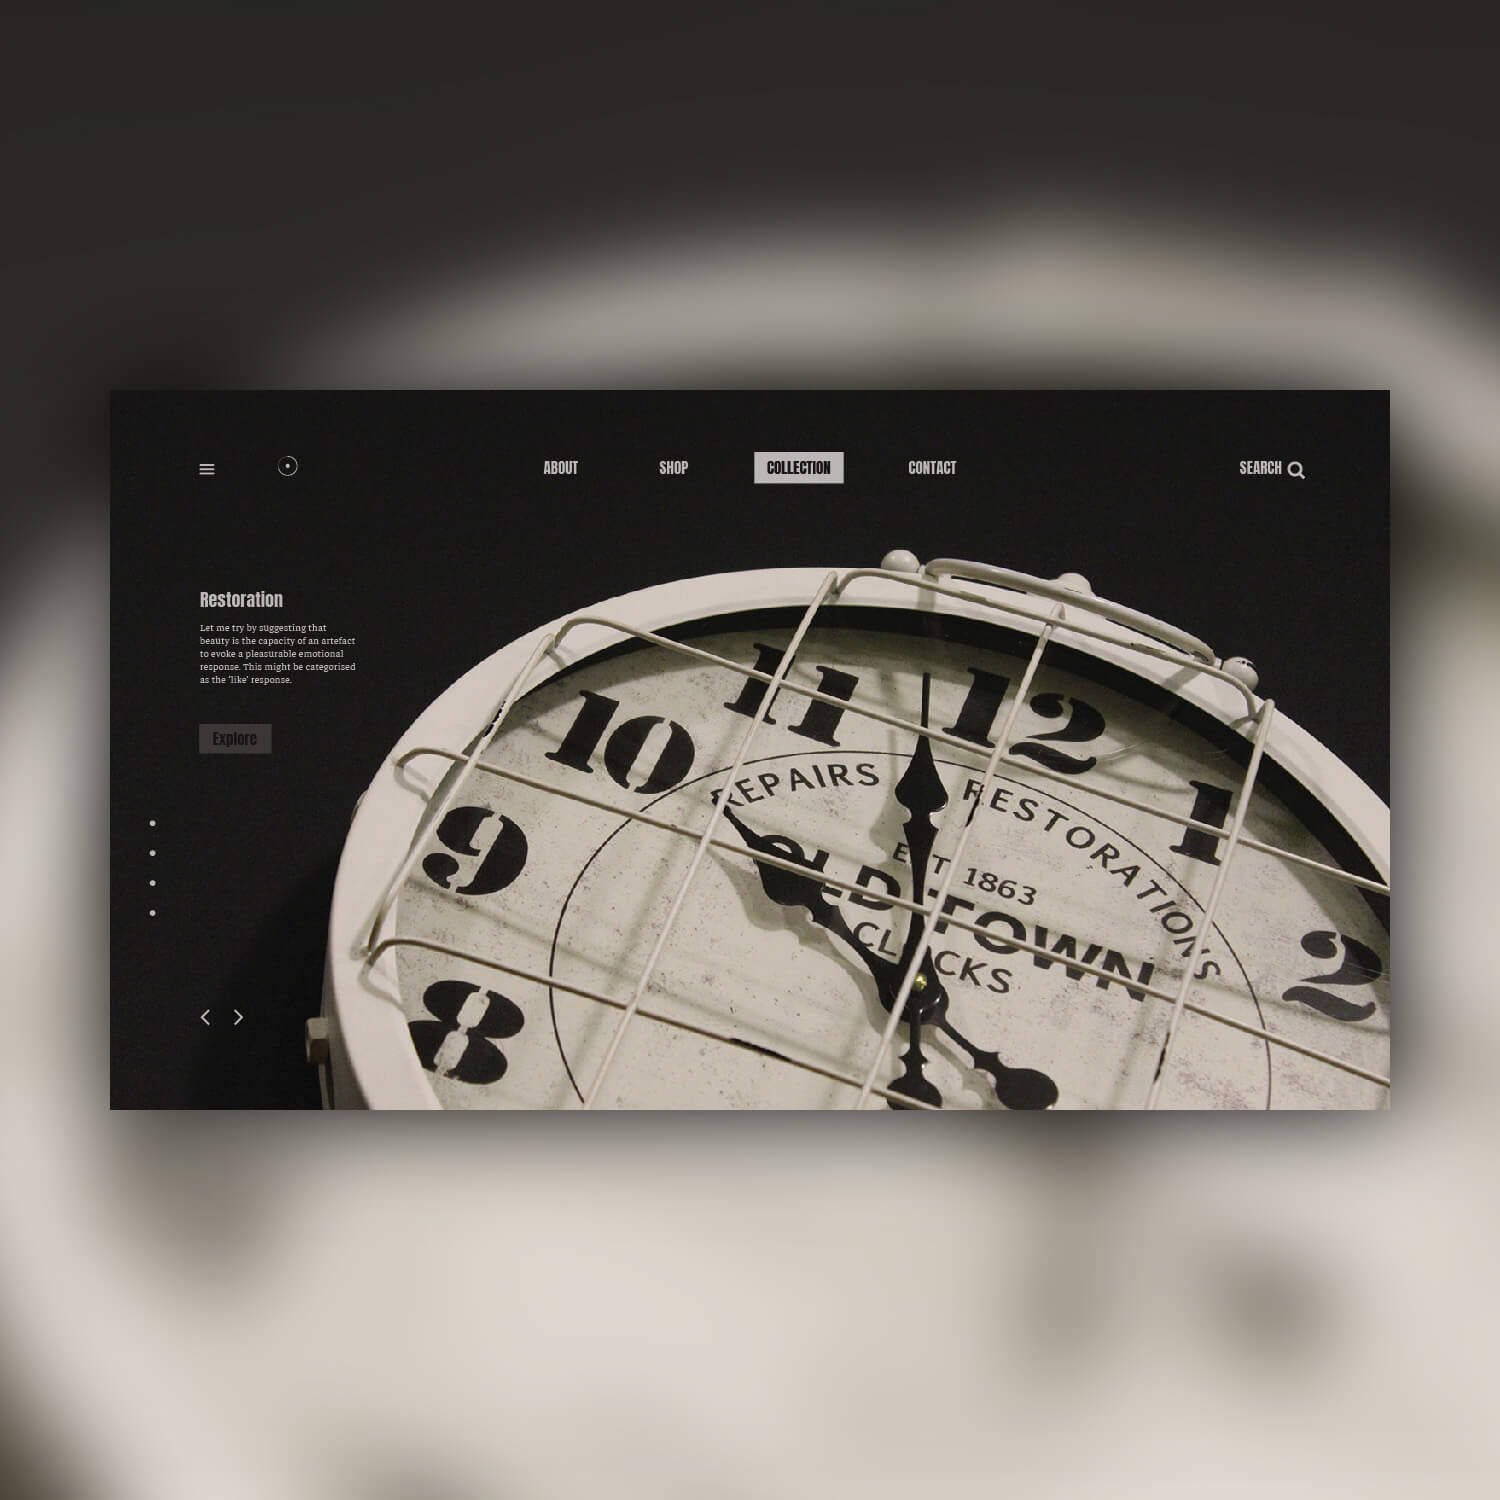 ABOUT
SHOP
COLLECTION
CONTACT
SEARCH
Restoration
Let me try by suggesting that
beauty is the capacity of an artefact
to evoke a pleasurable emotional
response. This might be categorised
as the 'like' response.
Explore
11
12
10
1
REPAIRS
RESTORATIONS
9
EST 1863
OLD TOWN
CLOCKS
2
8